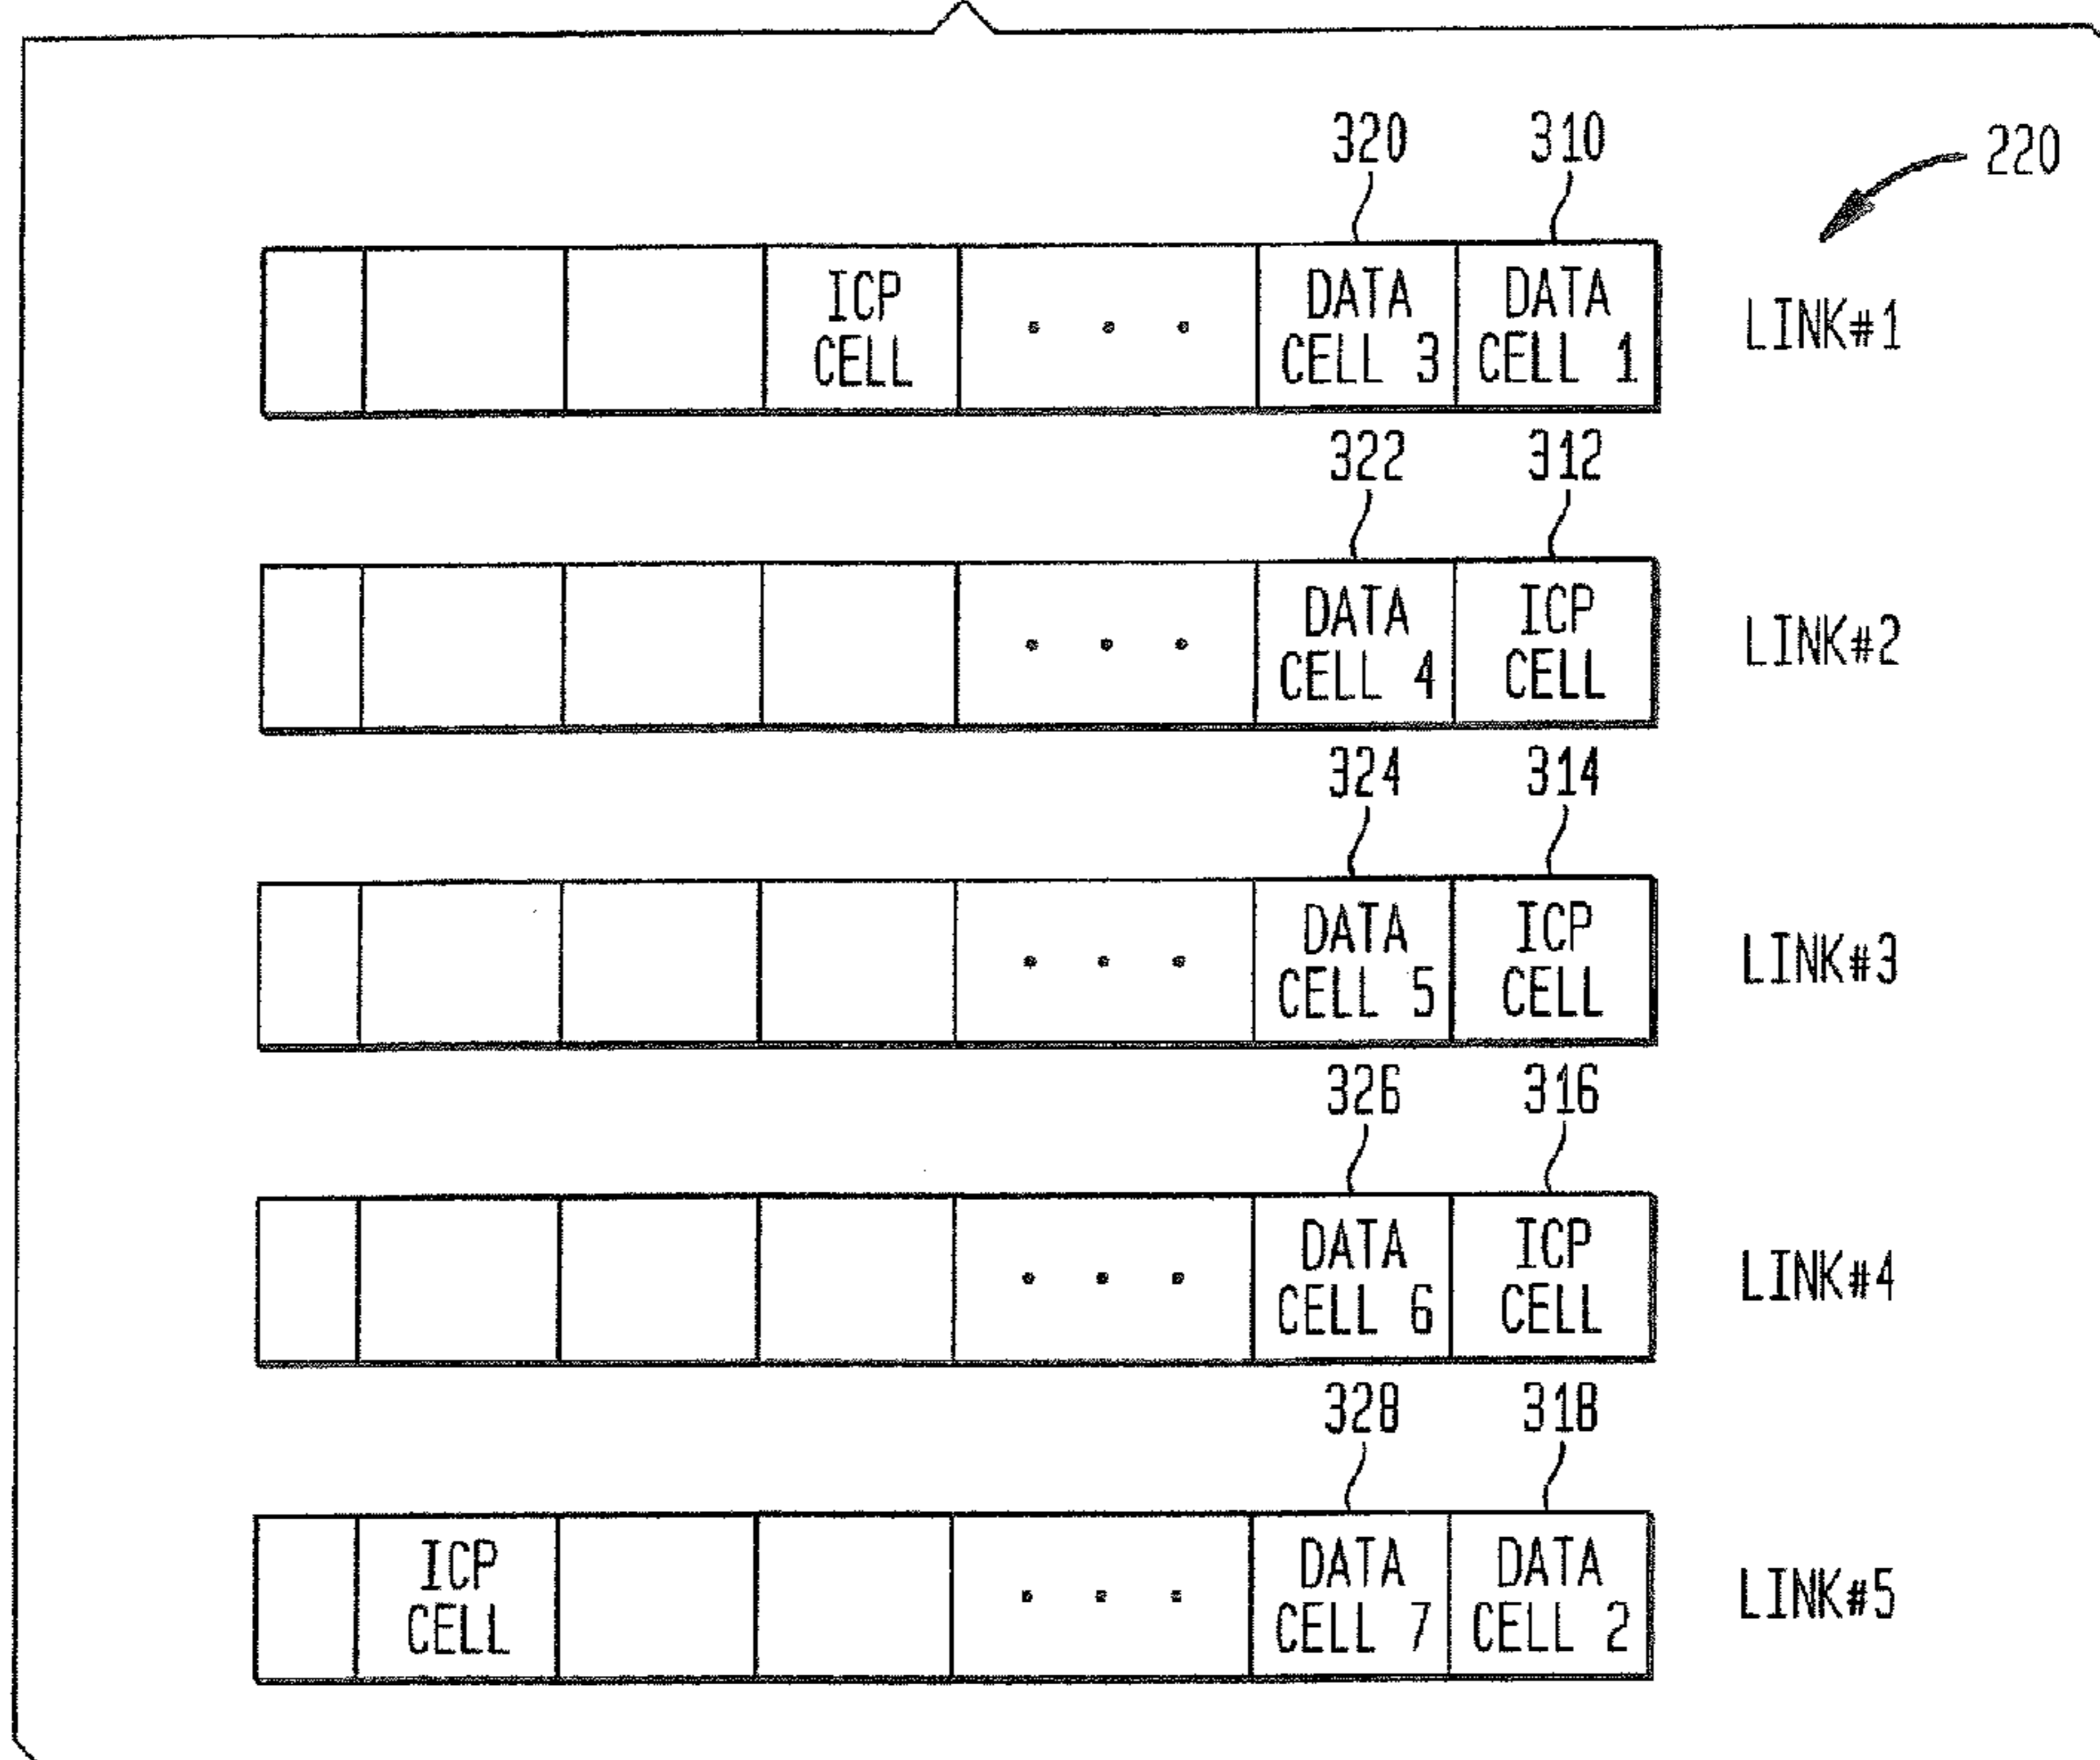 320 310
220
ICP CELL . . . DATA CELL 3 DATA CELL 1 LINK#1
322 312
. . . DATA CELL 4 ICP CELL LINK#2
324 314
. . . DATA CELL 5 ICP CELL LINK#3
326 316
. . . DATA CELL 6 ICP CELL LINK#4
328 318
ICP CELL . . . DATA CELL 7 DATA CELL 2 LINK#5